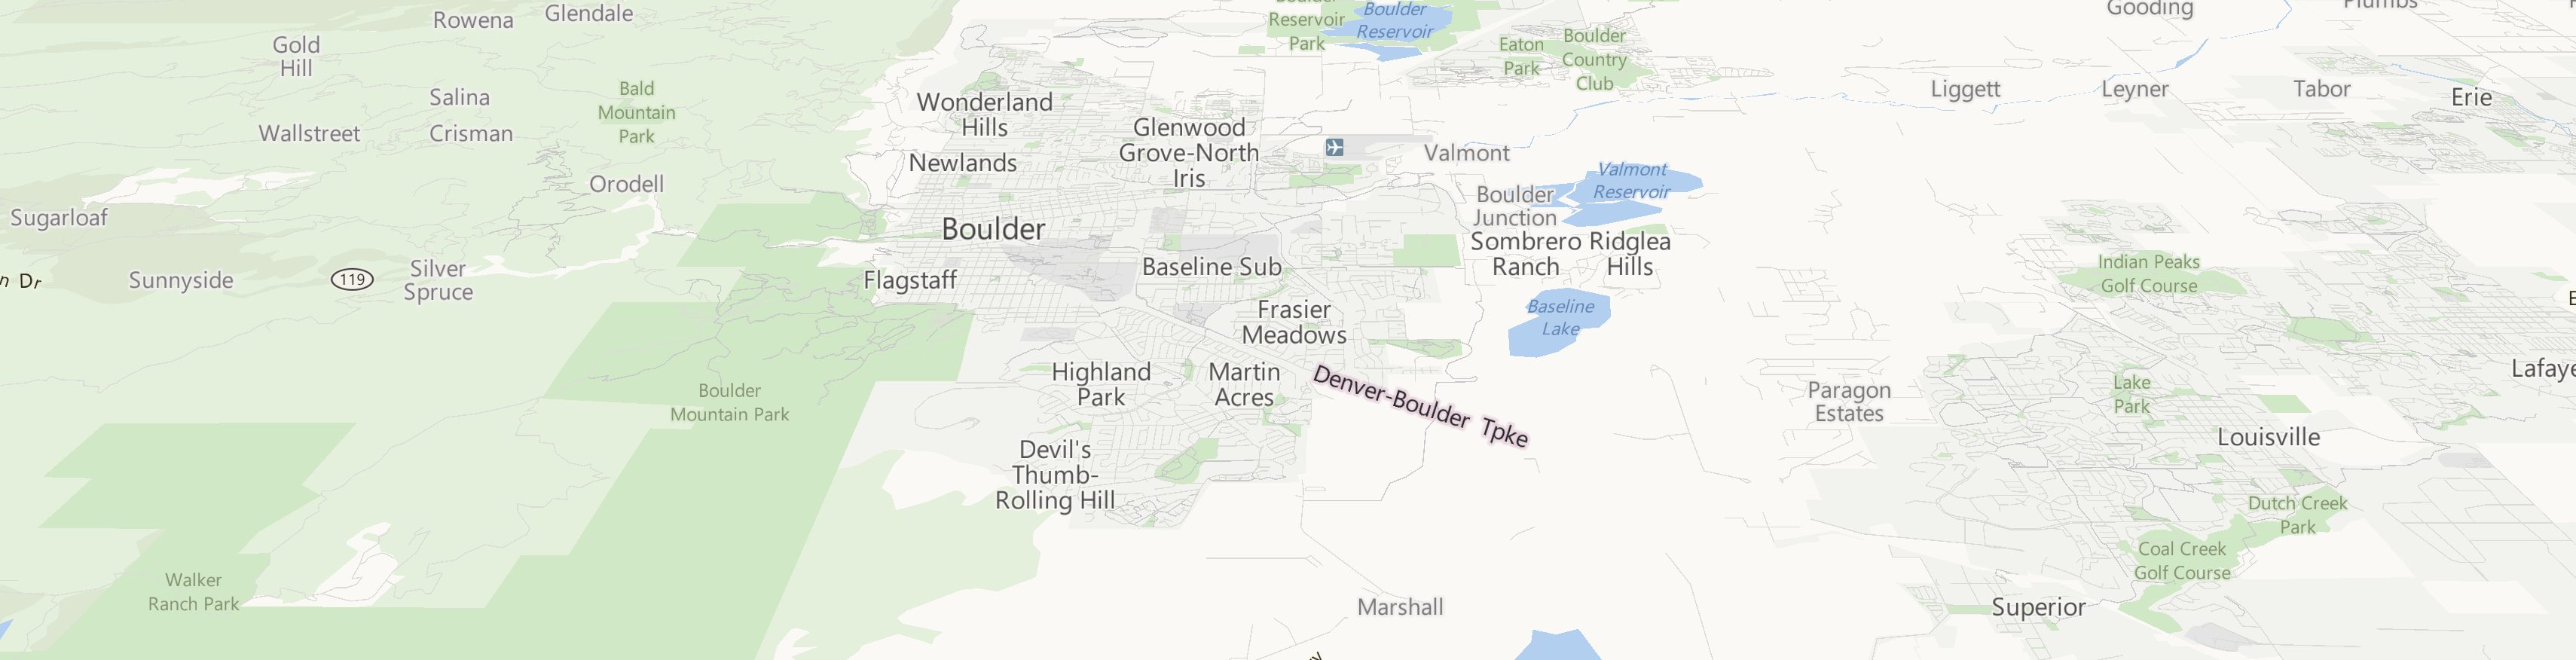 Rowena
Glendale
Gold
Hill
Salina
Wallstreet
Crisman
Bald
Mountain
Park
Orodell
Sugarloaf
Sunnyside
n Dr
119
Silver
Spruce
Boulder
Mountain Park
Walker
Ranch Park
Wonderland
Hills
Newlands
Glenwood
Grove-North
Iris
Boulder
Flagstaff
Baseline Sub
Frasier
Meadows
Highland
Park
Martin
Acres
Devil's
Thumb-
Rolling Hill
Denver-Boulder Tpke
Marshall
Boulder
Reservoir
Park
Boulder
Reservoir
Eaton
Park
Boulder
Country
Club
Valmont
Valmont
Reservoir
Boulder
Junction
Sombrero
Ranch
Ridglea
Hills
Baseline
Lake
Paragon
Estates
Gooding
Plumbs
Liggett
Leyner
Tabor
Erie
Indian Peaks
Golf Course
Lake
Park
Lafaye
Louisville
Dutch Creek
Park
Coal Creek
Golf Course
Superior